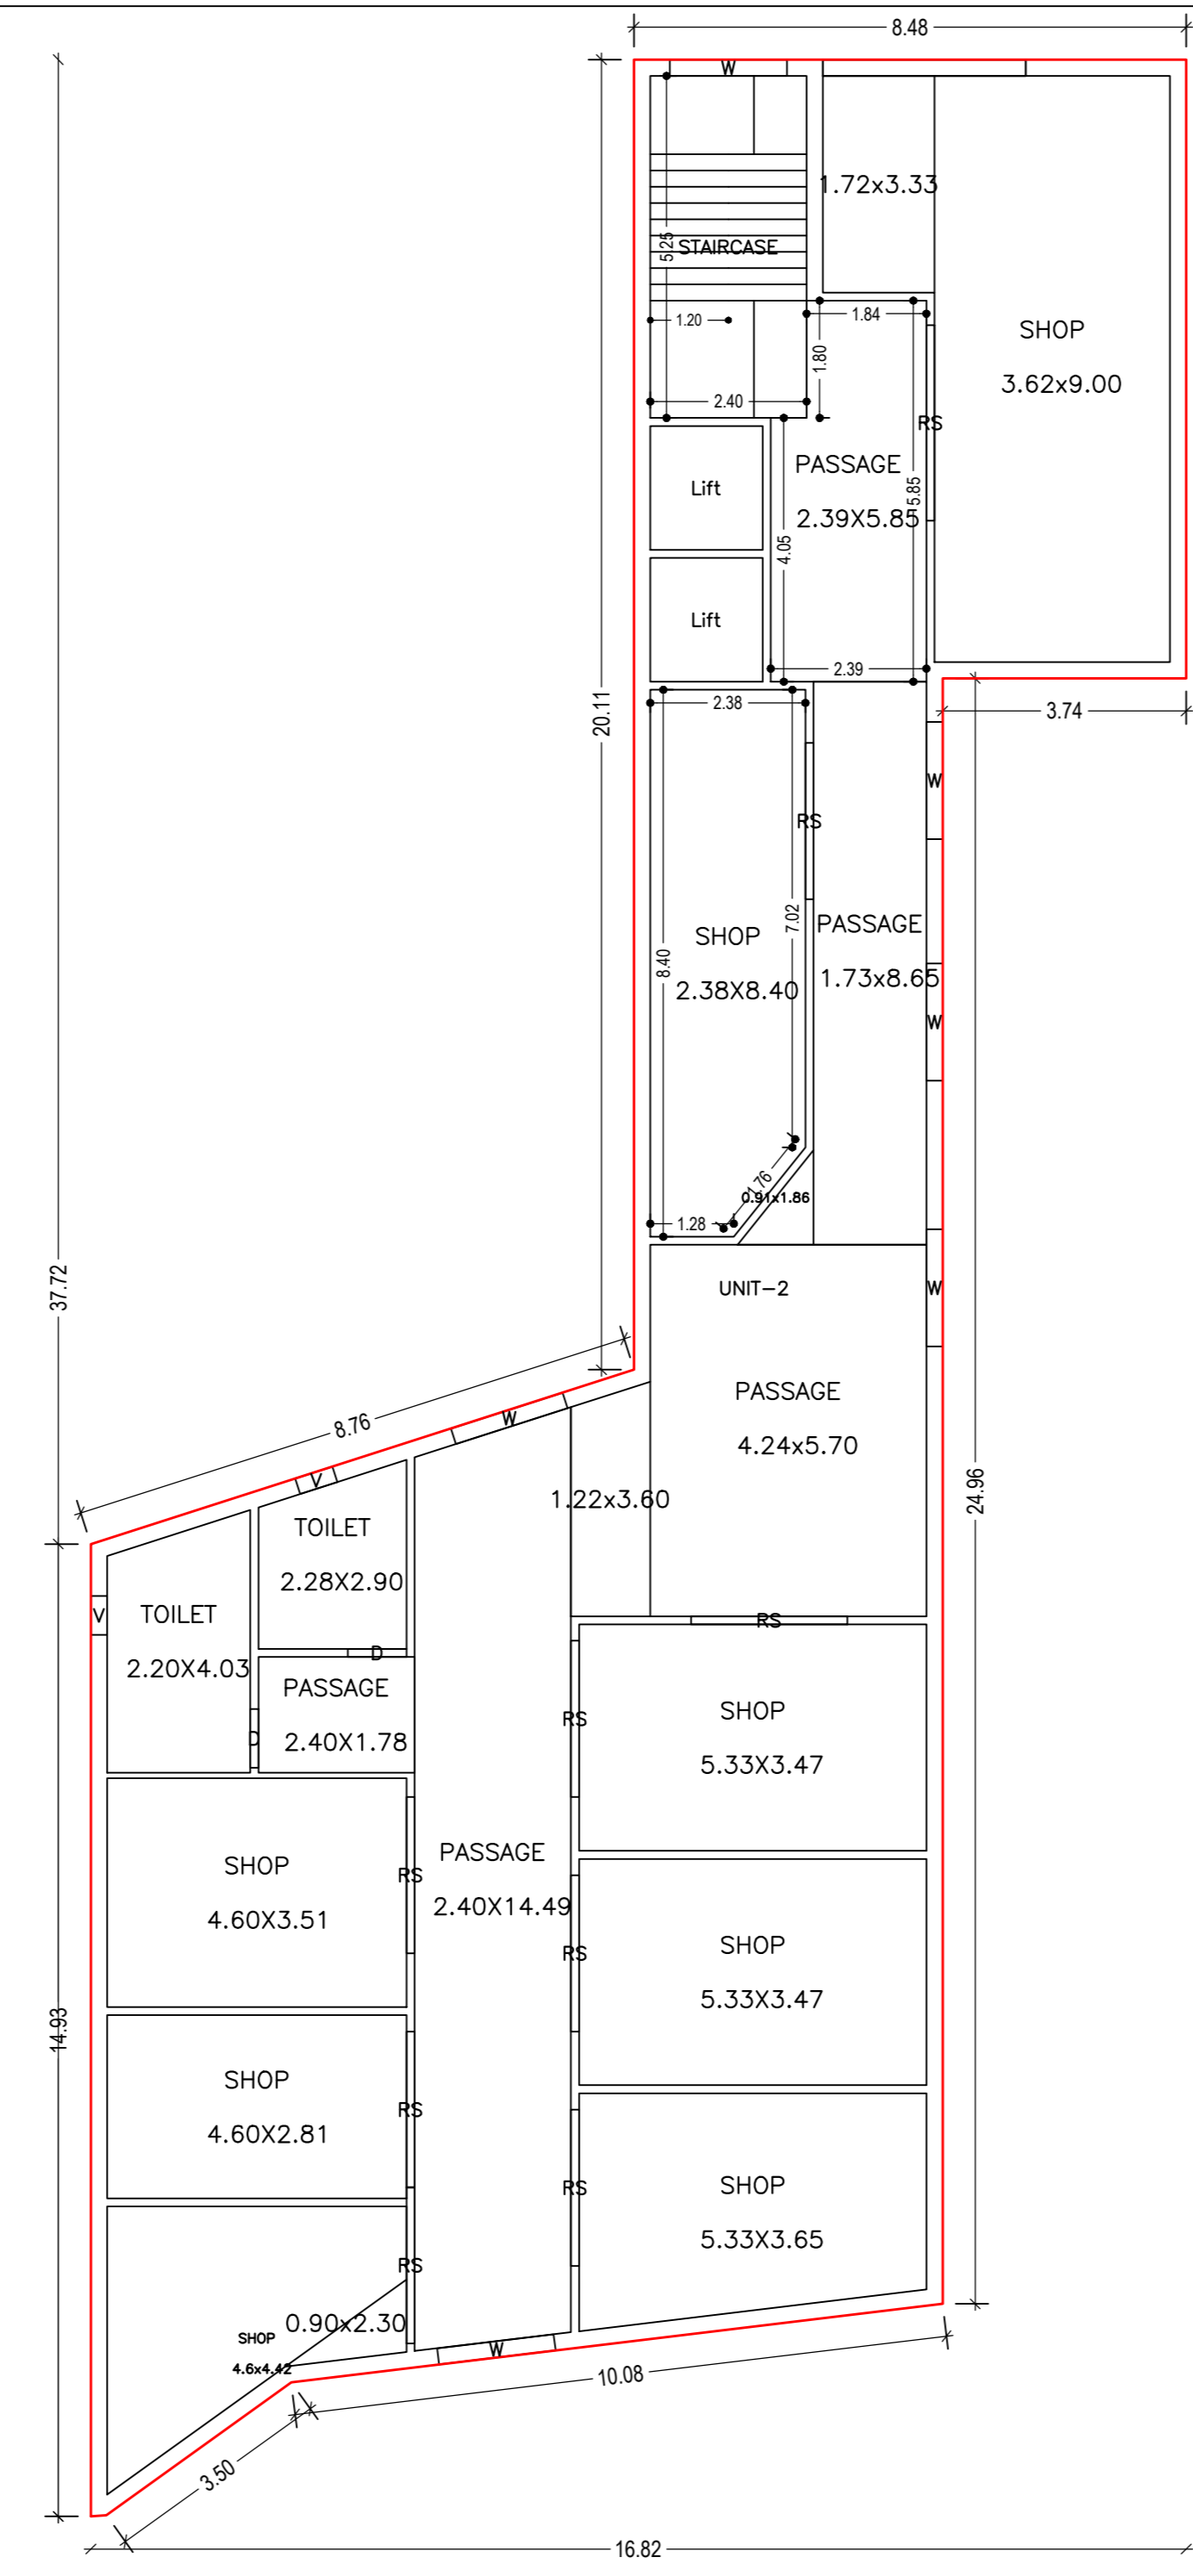 8.48
W
1.72x3.33
5.25
STAIRCASE
1.20
1.84
1.80
SHOP
3.62x9.00
2.40
RS
PASSAGE
2.39X5.85
5.85
Lift
4.05
Lift
2.39
2.38
3.74
20.11
W
RS
7.02
PASSAGE
1.73x8.65
SHOP
2.38X8.40
8.40
W
1.76
0.91x1.86
1.28
37.72
UNIT-2
W
PASSAGE
4.24x5.70
8.76
W
V
24.96
1.22x3.60
TOILET
2.28X2.90
V
TOILET
2.20X4.03
RS
D
PASSAGE
2.40X1.78
D
RS
SHOP
5.33X3.47
SHOP
4.60X3.51
RS
PASSAGE
2.40X14.49
SHOP
5.33X3.47
RS
14.93
SHOP
4.60X2.81
RS
SHOP
5.33X3.65
RS
RS
0.90x2.30
SHOP
4.6x4.42
W
10.08
3.50
16.82